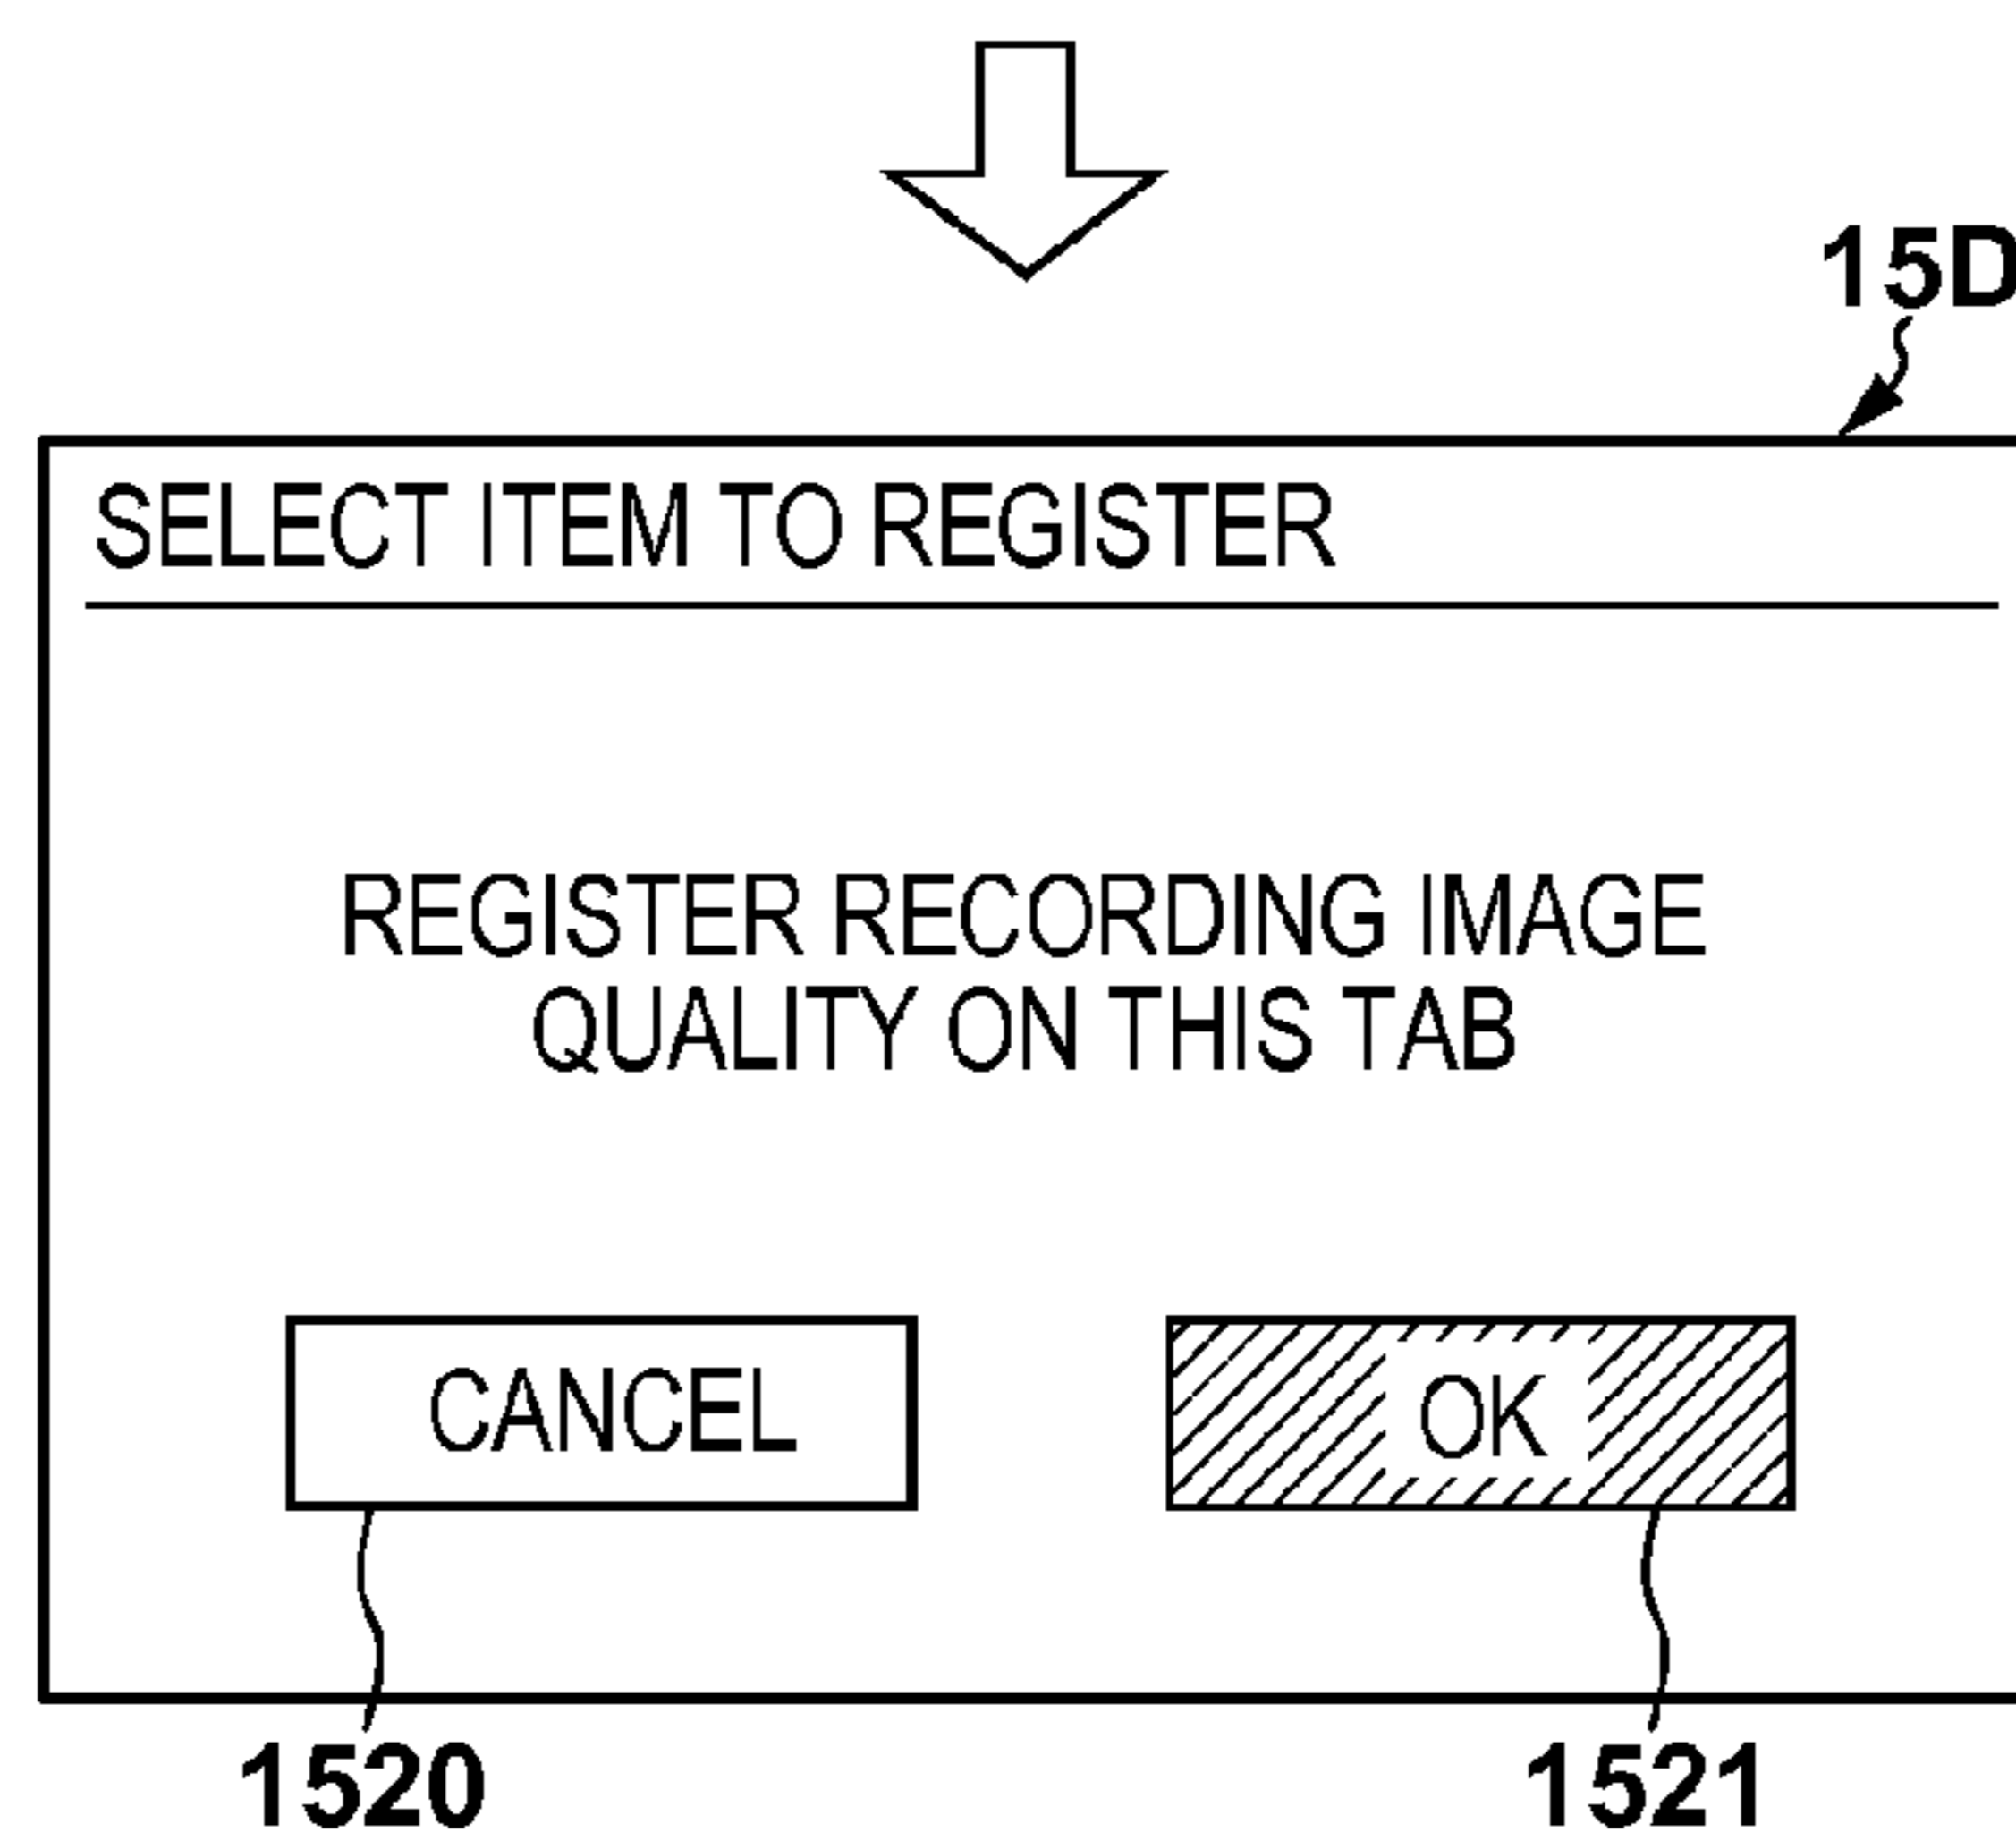 15D
SELECT ITEM TO REGISTER
REGISTER RECORDING IMAGE
QUALITY ON THIS TAB
CANCEL
OK
1520
1521